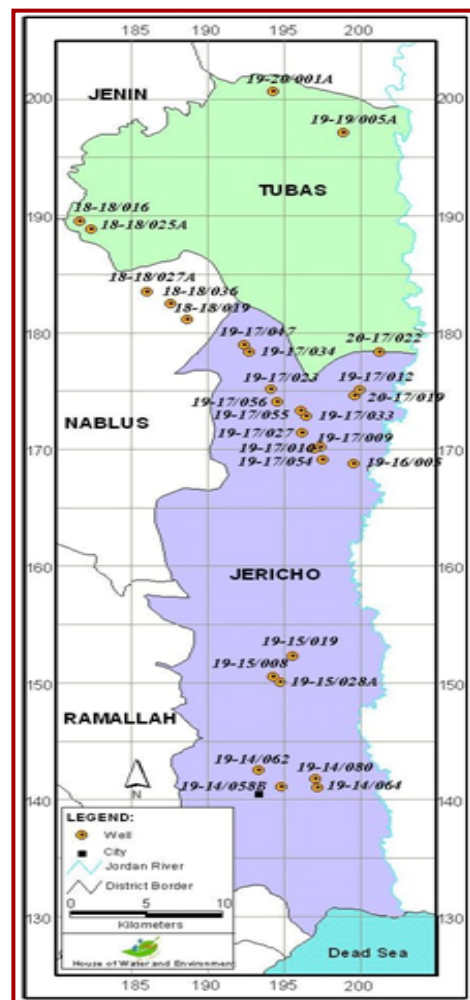 185 190 195 200
JENIN
19-20/001A
200 200
19-19/005A
TUBAS
18-18/016
190 190
18-18/025A
18-18/027A
18-18/036
18-18/019
19-17/047
20-17/022
180 180
19-17/034
19-17/023 19-17/012
19-17/056 20-17/019
NABLUS
19-17/055 19-17/033
19-17/027 19-17/009
19-17/010
170 170
19-17/054 19-16/005
160 160
JERICHO
19-15/019
19-15/008
150 150
19-15/028A
RAMALLAH
19-14/062 19-14/080
19-14/058B 19-14/064
N
140 140
LEGEND:
Well
City
Jordan River
District Border
0 5 10
Kilometers
House of Water and Environment
130 130
Dead Sea
185 190 195 200